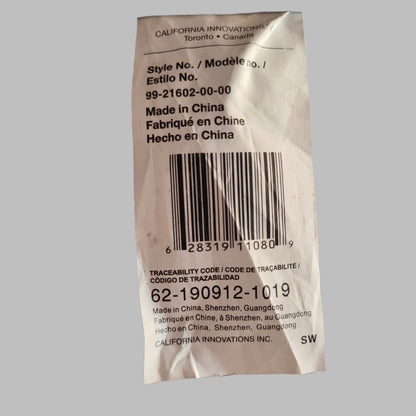 CALIFORNIA INNOVATIONS
Toronto • Canada
Style No. / Modèle no. /
Estilo No.
99-21602-00-00
Made in China
Fabriqué en Chine
Hecho en China
6 28319 11080 9
TRACEABILITY CODE / CODE DE TRAÇABILITÉ /
CÓDIGO DE TRAZABILIDAD
62-190912-1019
Made in China, Shenzhen, Guangdong
Fabriqué en Chine, à Shenzhen, au Guangdong
Hecho en China, Shenzhen, Guangdong
CALIFORNIA INNOVATIONS INC. SW